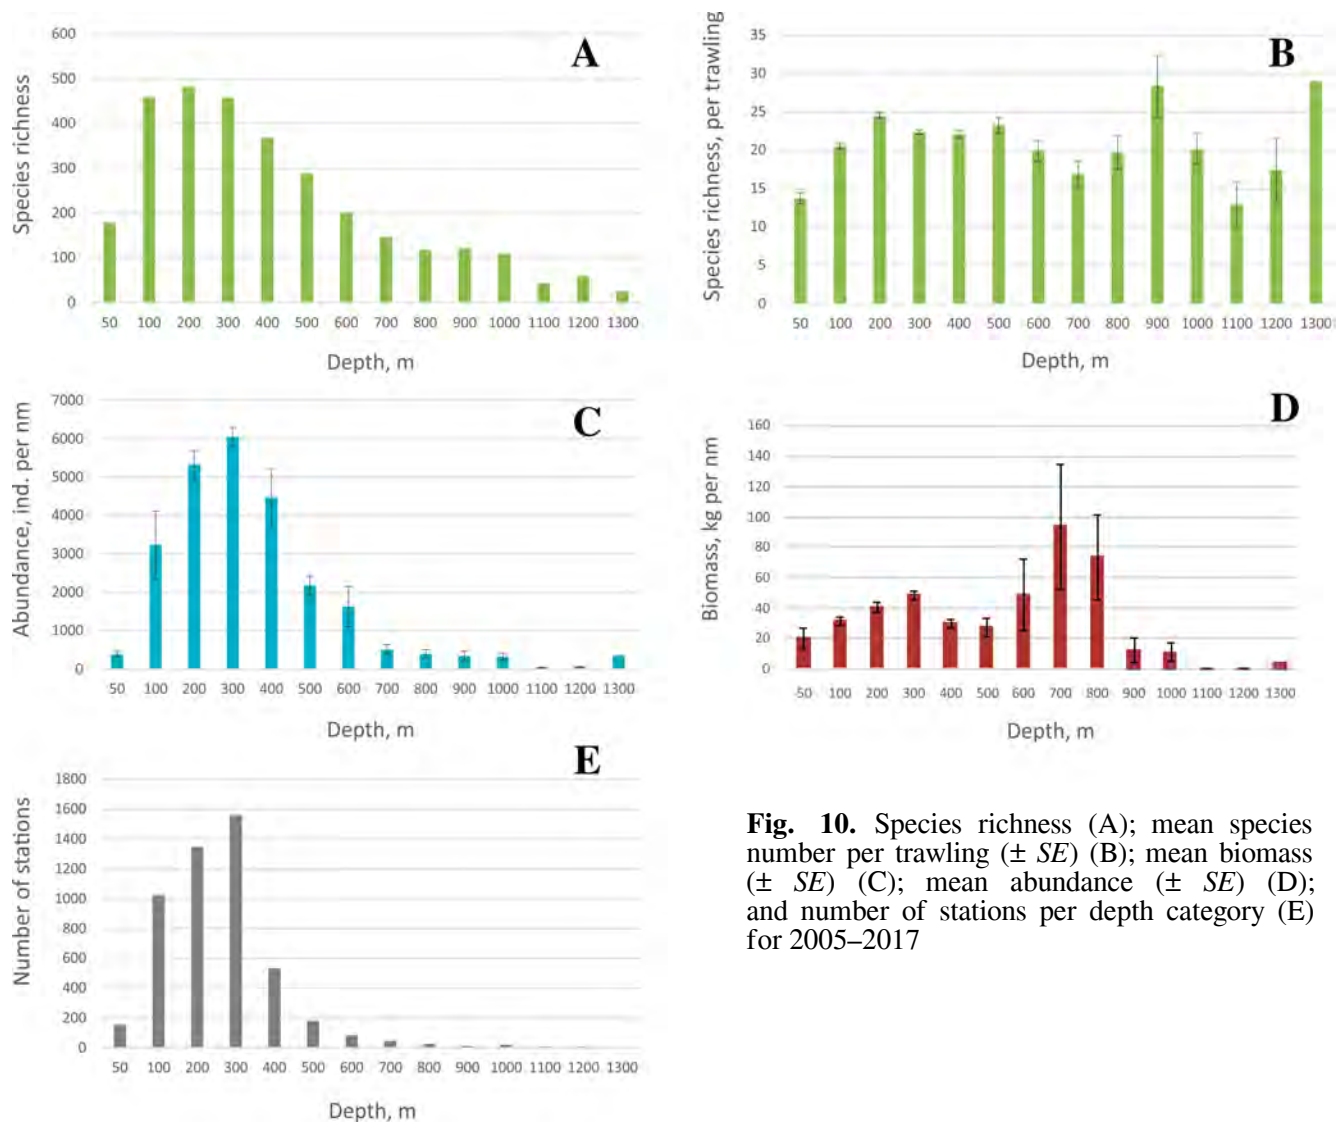 A
Species richness
600
500
400
300
200
100
0
50 100 200 300 400 500 600 700 800 900 1000 1100 1200 1300
Depth, m
B
Species richness, per trawling
35
30
25
20
15
10
5
0
50 100 200 300 400 500 600 700 800 900 1000 1100 1200 1300
Depth, m
C
Abundance, ind. per nm
7000
6000
5000
4000
3000
2000
1000
0
50 100 200 300 400 500 600 700 800 900 1000 1100 1200 1300
Depth, m
D
Biomass, kg per nm
160
140
120
100
80
60
40
20
0
50 100 200 300 400 500 600 700 800 900 1000 1100 1200 1300
Depth, m
E
Number of stations
1800
1600
1400
1200
1000
800
600
400
200
0
50 100 200 300 400 500 600 700 800 900 1000 1100 1200 1300
Depth, m
Fig. 10. Species richness (A); mean species
number per trawling (± SE) (B); mean biomass
(± SE) (C); mean abundance (± SE) (D);
and number of stations per depth category (E)
for 2005–2017